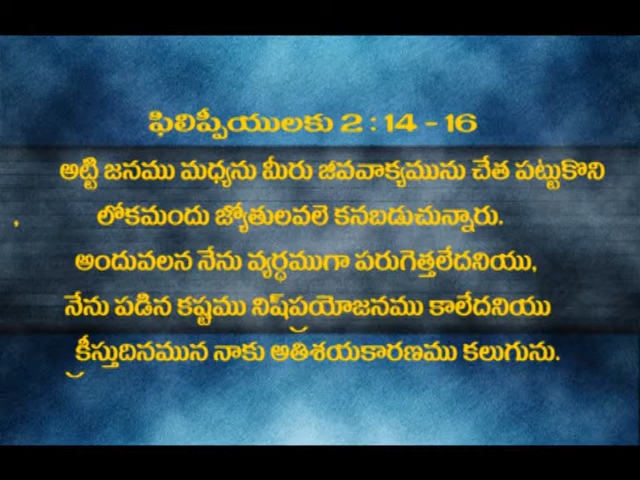 ఫిలిప్పీయులకు 2 : 14 - 16
అట్టి జనము మధ్యను మీరు జీవవాక్యమును చేత పట్టుకొని
, లోకమందు జ్యోతులవలె కనబడుచున్నారు.
అందువలన నేను వ్యర్ధముగా పరుగెత్తలేదనియు,
నేను పడిన కష్టము నిష్‌ప్రయోజనము కాలేదనియు
క్రీస్తుదినమున నాకు అతిశయకారణము కలుగును.